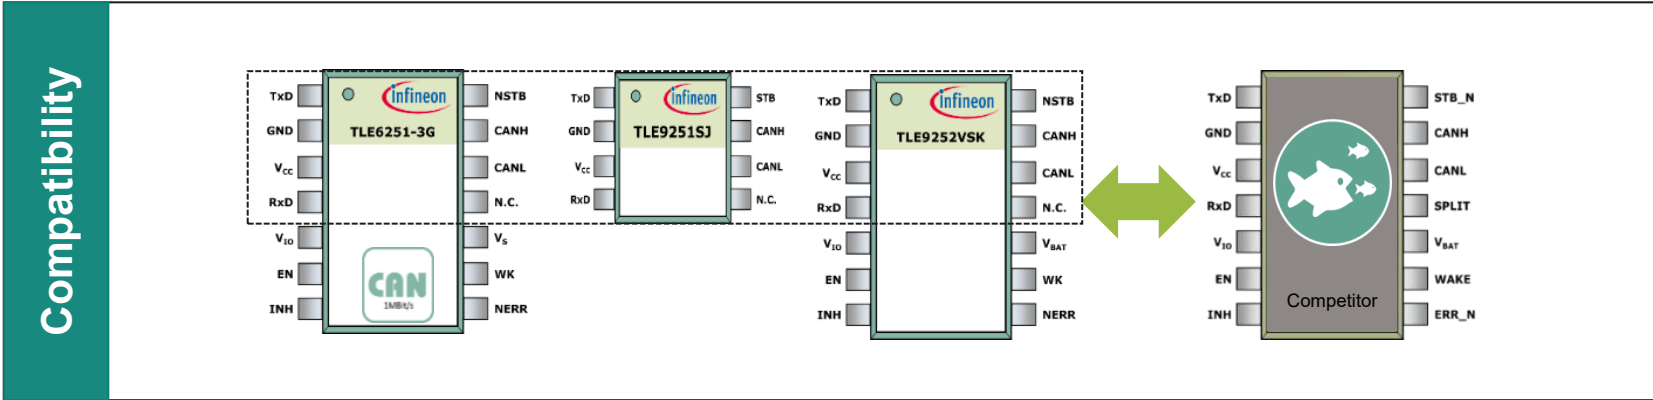 Compatibility
TxD
GND
VCC
RxD
VIO
EN
INH
infineon
TLE6251-3G
CAN
1MBit/s
NSTB
CANH
CANL
N.C.
VS
WK
NERR
TxD
GND
VCC
RxD
infineon
TLE9251SJ
STB
CANH
CANL
N.C.
TxD
GND
VCC
RxD
VIO
EN
INH
infineon
TLE9252VSK
NSTB
CANH
CANL
N.C.
VBAT
WK
NERR
TxD
GND
VCC
RxD
VIO
EN
INH
Competitor
STB_N
CANH
CANL
SPLIT
VBAT
WAKE
ERR_N